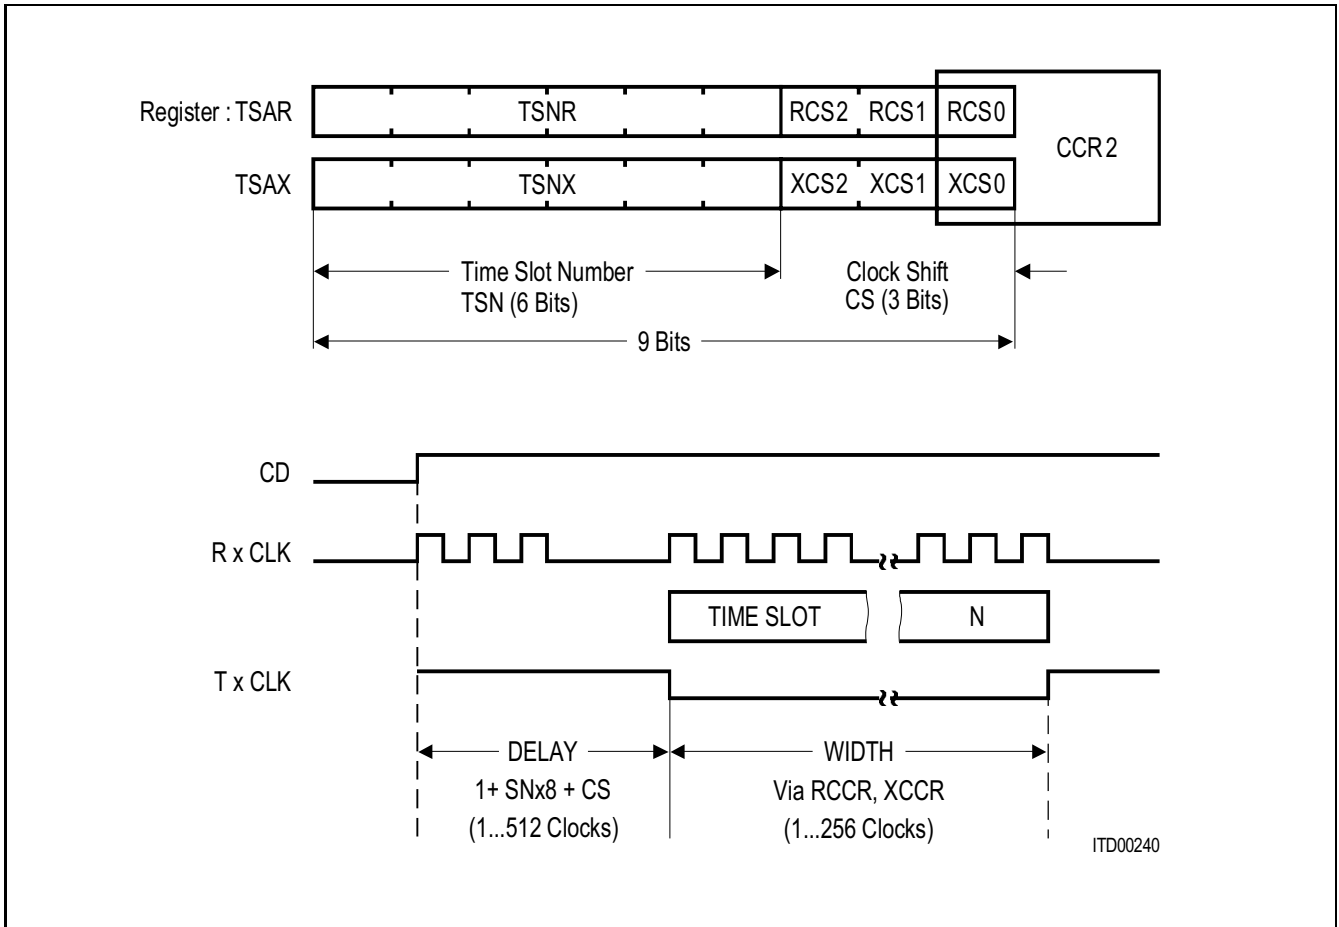 Register : TSAR TSNR RCS2 RCS1 RCS0
CCR2
TSAX TSNX XCS2 XCS1 XCS0
Time Slot Number Clock Shift
TSN (6 Bits) CS (3 Bits)
9 Bits
CD
R x CLK
TIME SLOT N
T x CLK
DELAY WIDTH
1+ SNx8 + CS Via RCCR, XCCR
(1...512 Clocks) (1...256 Clocks)
ITD00240